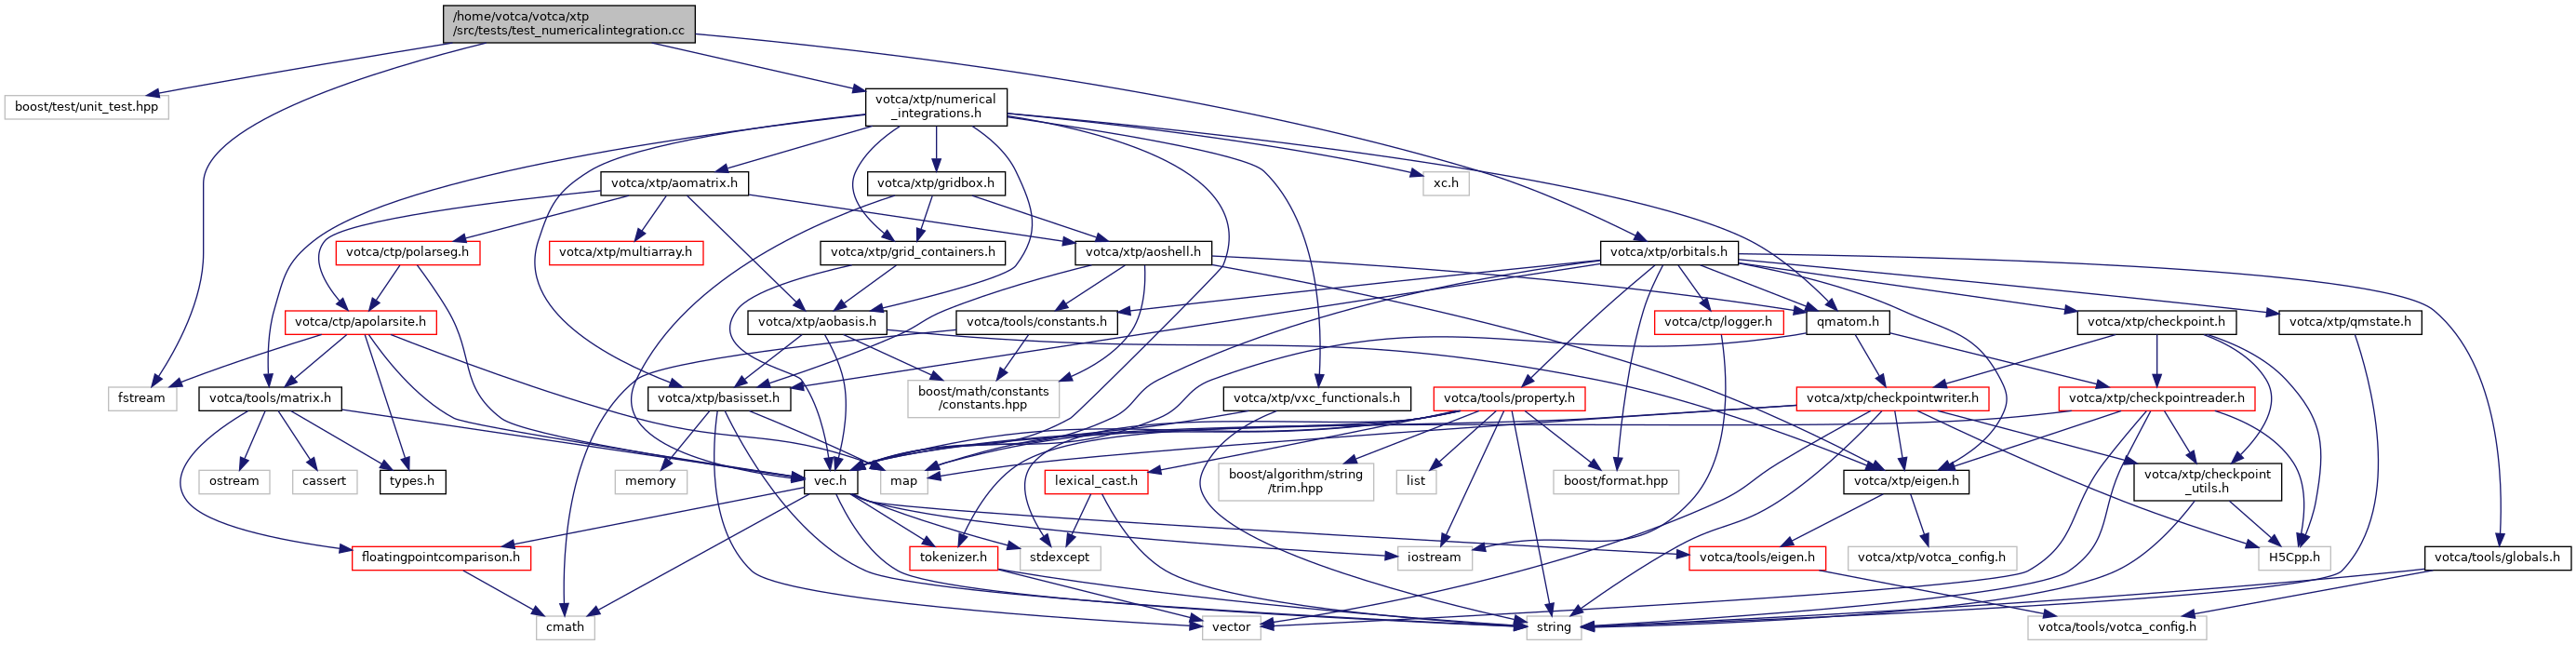 /home/votca/votca/xtp
/src/tests/test_numericalintegration.cc
boost/test/unit_test.hpp
votca/xtp/numerical
_integrations.h
votca/xtp/aomatrix.h
votca/xtp/gridbox.h
xc.h
votca/ctp/polarseg.h
votca/xtp/multiarray.h
votca/xtp/grid_containers.h
votca/xtp/aoshell.h
votca/xtp/orbitals.h
votca/ctp/apolarsite.h
votca/xtp/aobasis.h
votca/tools/constants.h
votca/ctp/logger.h
qmatom.h
votca/xtp/checkpoint.h
votca/xtp/qmstate.h
fstream
votca/tools/matrix.h
votca/xtp/basisset.h
boost/math/constants
/constants.hpp
votca/xtp/vxc_functionals.h
votca/tools/property.h
votca/xtp/checkpointwriter.h
votca/xtp/checkpointreader.h
ostream
cassert
types.h
memory
vec.h
map
lexical_cast.h
boost/algorithm/string
/trim.hpp
list
boost/format.hpp
votca/xtp/eigen.h
votca/xtp/checkpoint
_utils.h
floatingpointcomparison.h
tokenizer.h
stdexcept
iostream
votca/tools/eigen.h
votca/xtp/votca_config.h
H5Cpp.h
votca/tools/globals.h
cmath
vector
string
votca/tools/votca_config.h